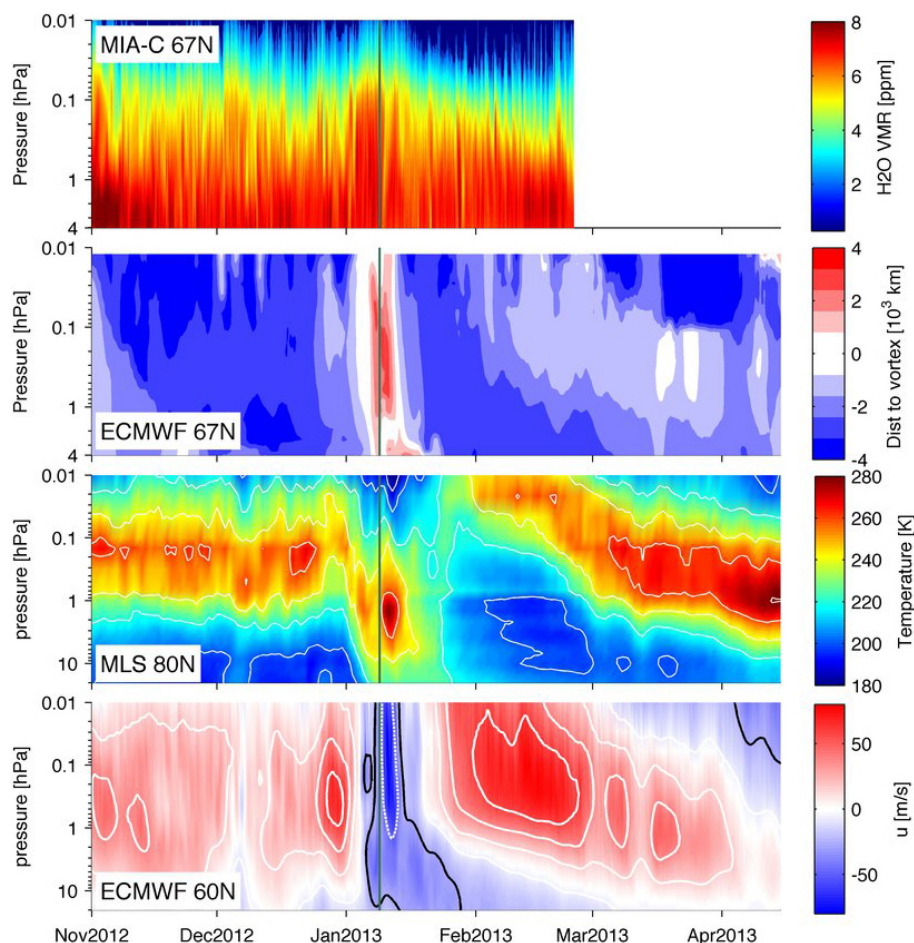 0.01
MIA-C 67N
0.1
1
4
Pressure [hPa]
8
6
4
2
H2O VMR [ppm]
0.01
0.1
1
ECMWF 67N
4
Pressure [hPa]
4
2
0
-2
-4
Dist to vortex [10³ km]
0.01
0.1
1
10
MLS 80N
pressure [hPa]
280
260
240
220
200
180
Temperature [K]
0.01
0.1
1
10
ECMWF 60N
pressure [hPa]
50
0
-50
u [m/s]
Nov2012 Dec2012 Jan2013 Feb2013 Mar2013 Apr2013